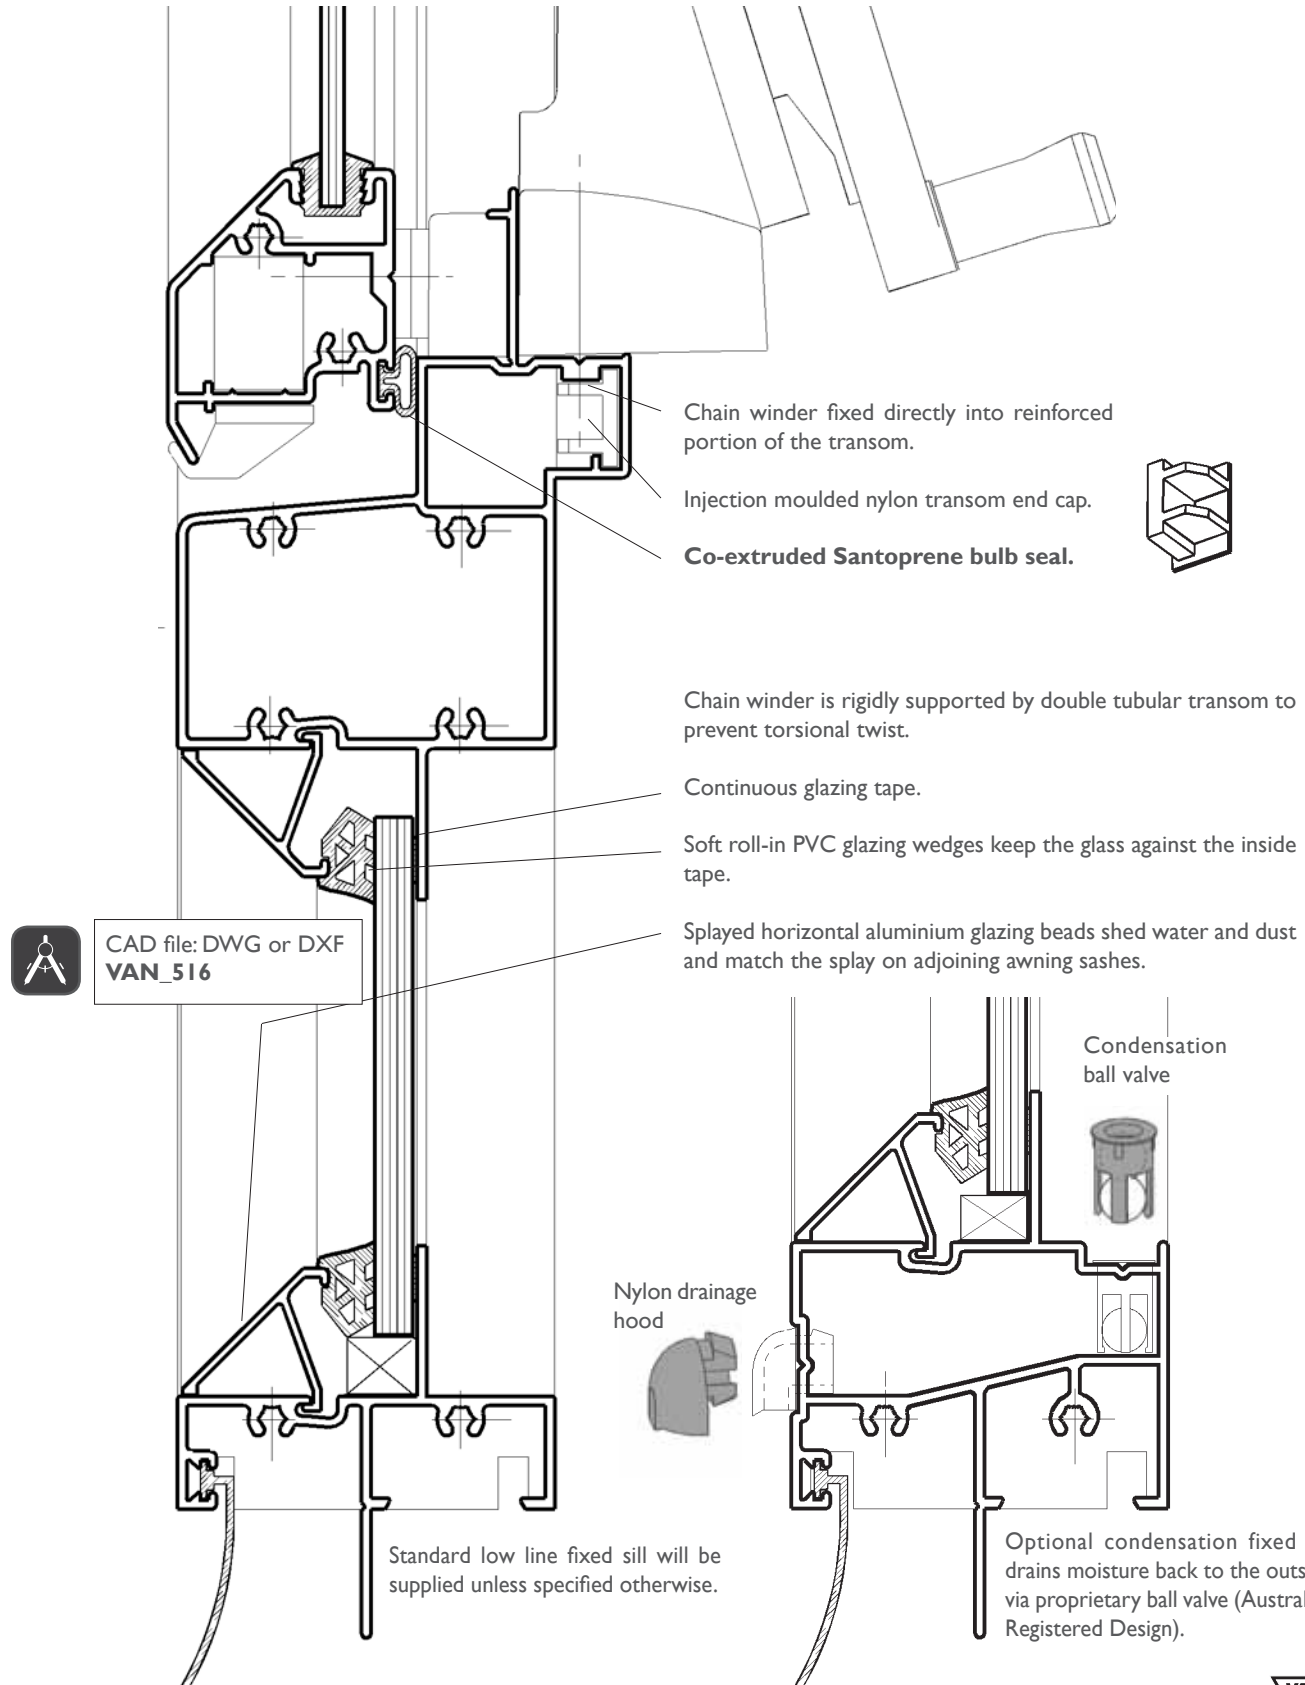 Chain winder fixed directly into reinforced
portion of the transom.
Injection moulded nylon transom end cap.
Co-extruded Santoprene bulb seal.
Chain winder is rigidly supported by double tubular transom to
prevent torsional twist.
Continuous glazing tape.
Soft roll-in PVC glazing wedges keep the glass against the inside
tape.
Splayed horizontal aluminium glazing beads shed water and dust
and match the splay on adjoining awning sashes.
CAD file: DWG or DXF
VAN_516
Condensation
ball valve
Nylon drainage
hood
Standard low line fixed sill will be
supplied unless specified otherwise.
Optional condensation fixed
drains moisture back to the outs
via proprietary ball valve (Austral
Registered Design).